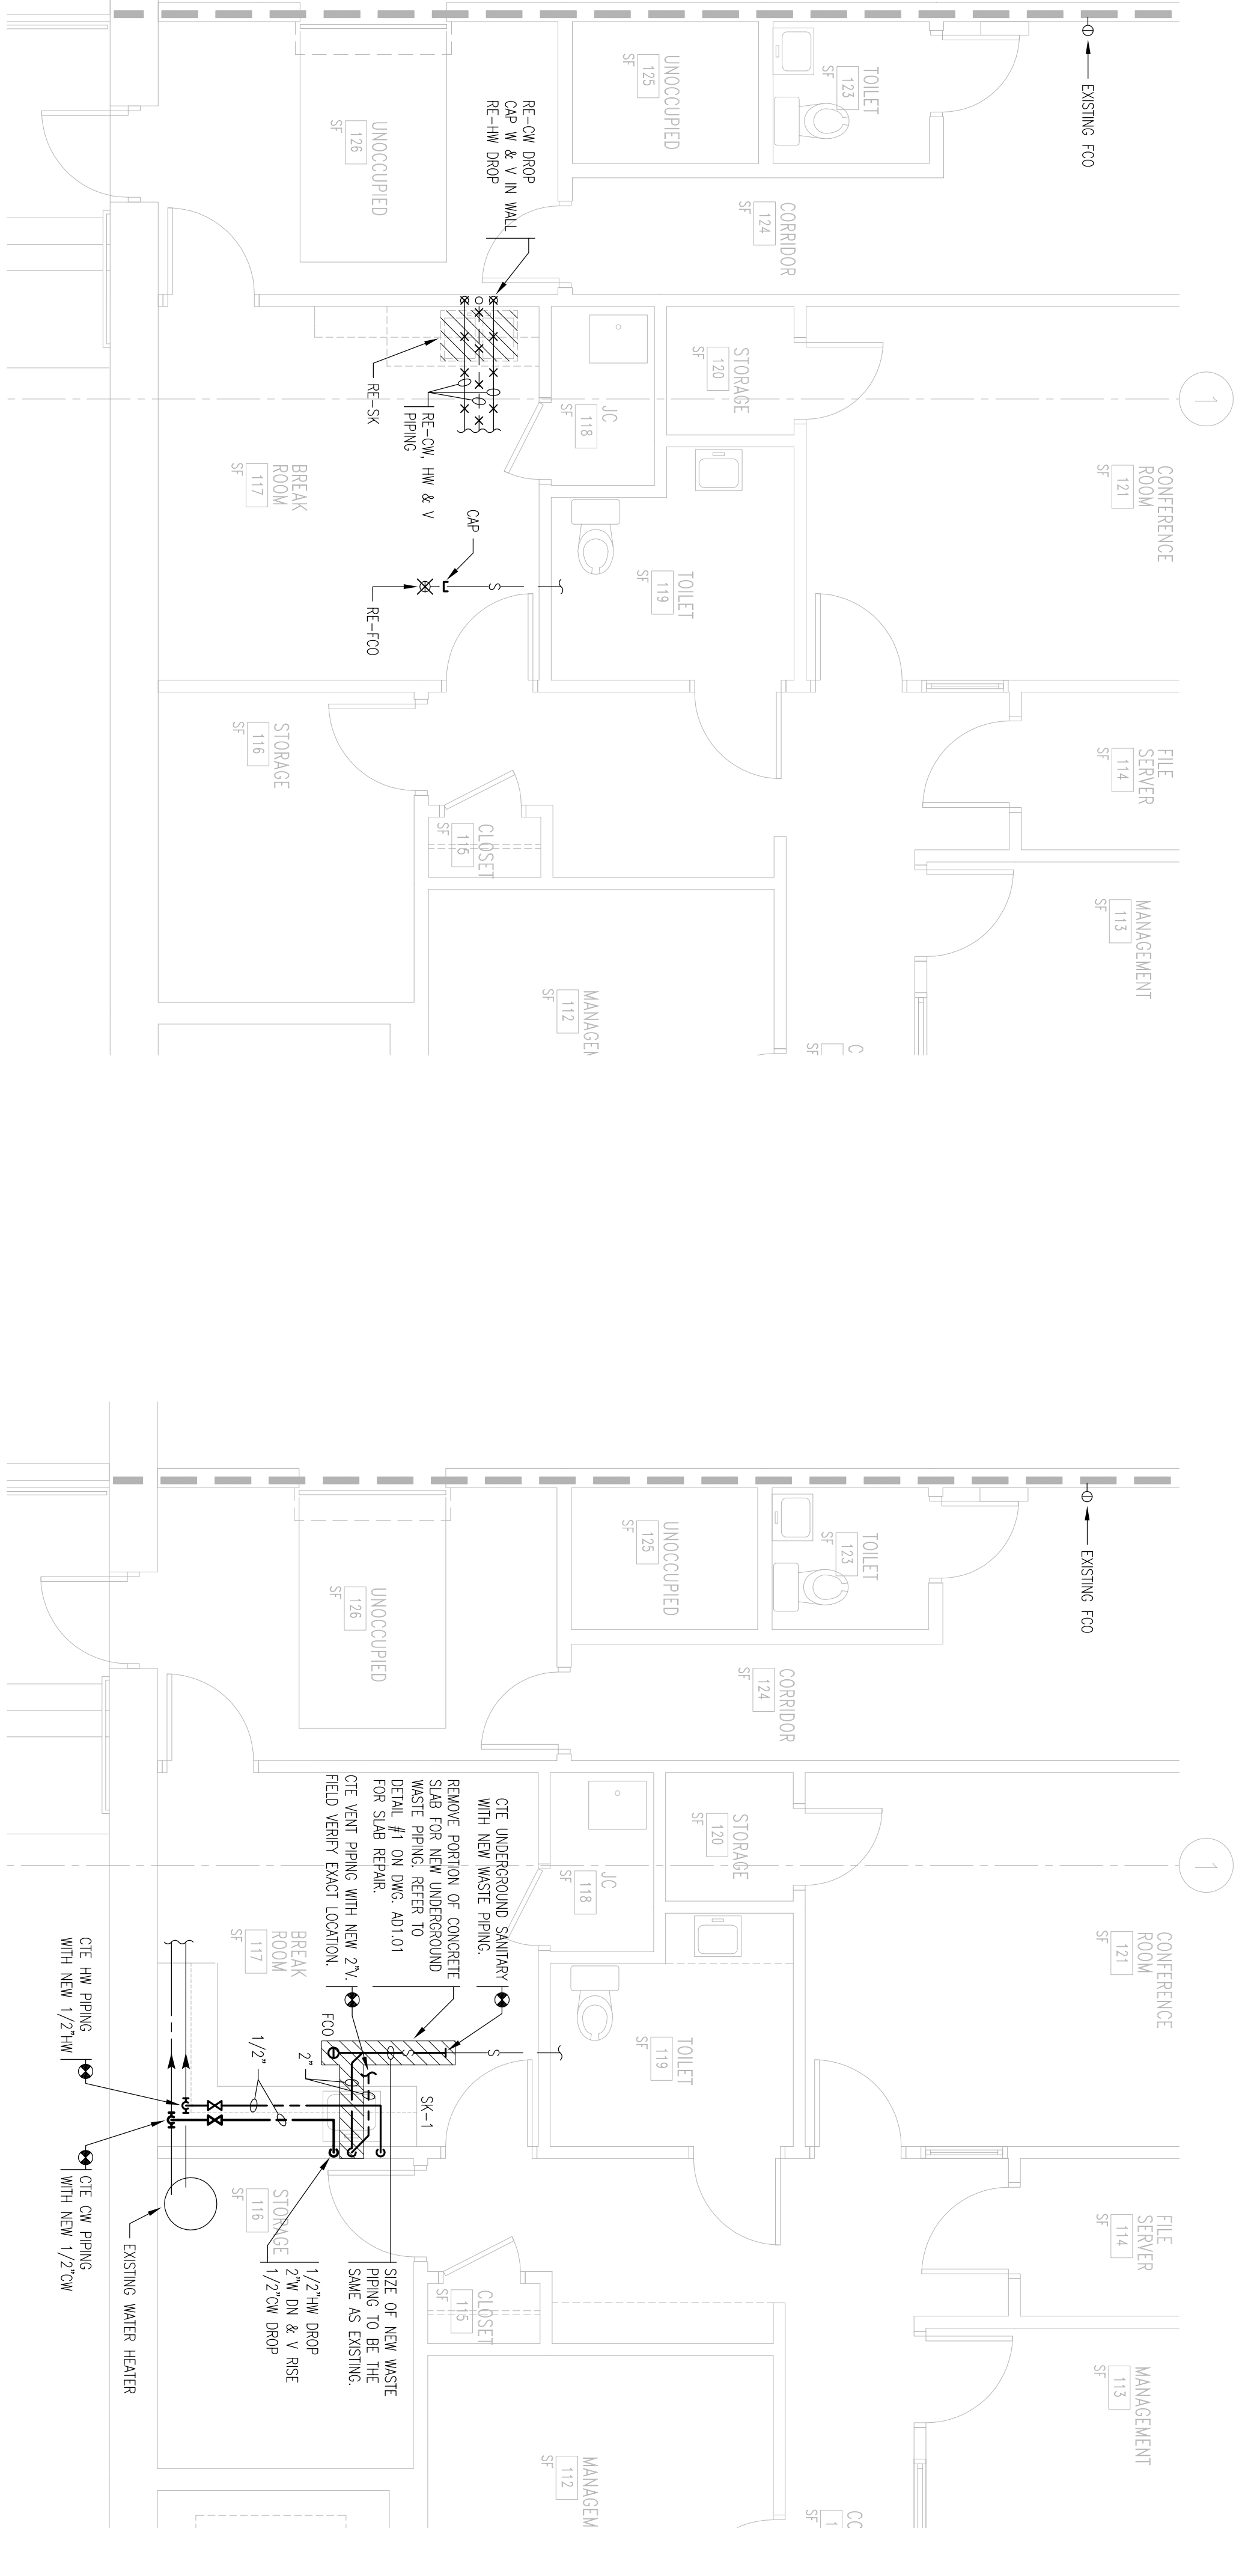 EXISTING FCO
TOILET
123
SF
UNOCCUPIED
125
SF
UNOCCUPIED
126
SF
RE-CW DROP
CAP W & V IN WALL
RE-HW DROP
CORRIDOR
124
SF
1
STORAGE
120
SF
JC
118
SF
RE-SK
RE-CW, HW & V
PIPING
CONFERENCE
ROOM
121
SF
BREAK
ROOM
117
SF
CAP
RE-FCO
TOILET
119
SF
FILE
SERVER
114
SF
STORAGE
116
SF
CLOSET
115
SF
MANAGEMENT
113
SF
MANAGEM
112
SF
C
SF
EXISTING FCO
TOILET
123
SF
UNOCCUPIED
125
SF
UNOCCUPIED
126
SF
CORRIDOR
124
SF
1
STORAGE
120
SF
JC
118
SF
CTE UNDERGROUND SANITARY
WITH NEW WASTE PIPING.
REMOVE PORTION OF CONCRETE
SLAB FOR NEW UNDERGROUND
WASTE PIPING. REFER TO
DETAIL #1 ON DWG. AD1.01
FOR SLAB REPAIR.
CTE VENT PIPING WITH NEW 2"V.
FIELD VERIFY EXACT LOCATION.
CONFERENCE
ROOM
121
SF
BREAK
ROOM
117
SF
CTE HW PIPING
WITH NEW 1/2"HW
FCO
2"
1/2"
SK-1
TOILET
119
SF
FILE
SERVER
114
SF
STORAGE
116
SF
CTE CW PIPING
WITH NEW 1/2"CW
EXISTING WATER HEATER
SIZE OF NEW WASTE
PIPING TO BE THE
SAME AS EXISTING.
1/2"HW DROP
2"W DN & V RISE
1/2"CW DROP
CLOSET
115
SF
MANAGEMENT
113
SF
MANAGEM
112
SF
CO
1
SF